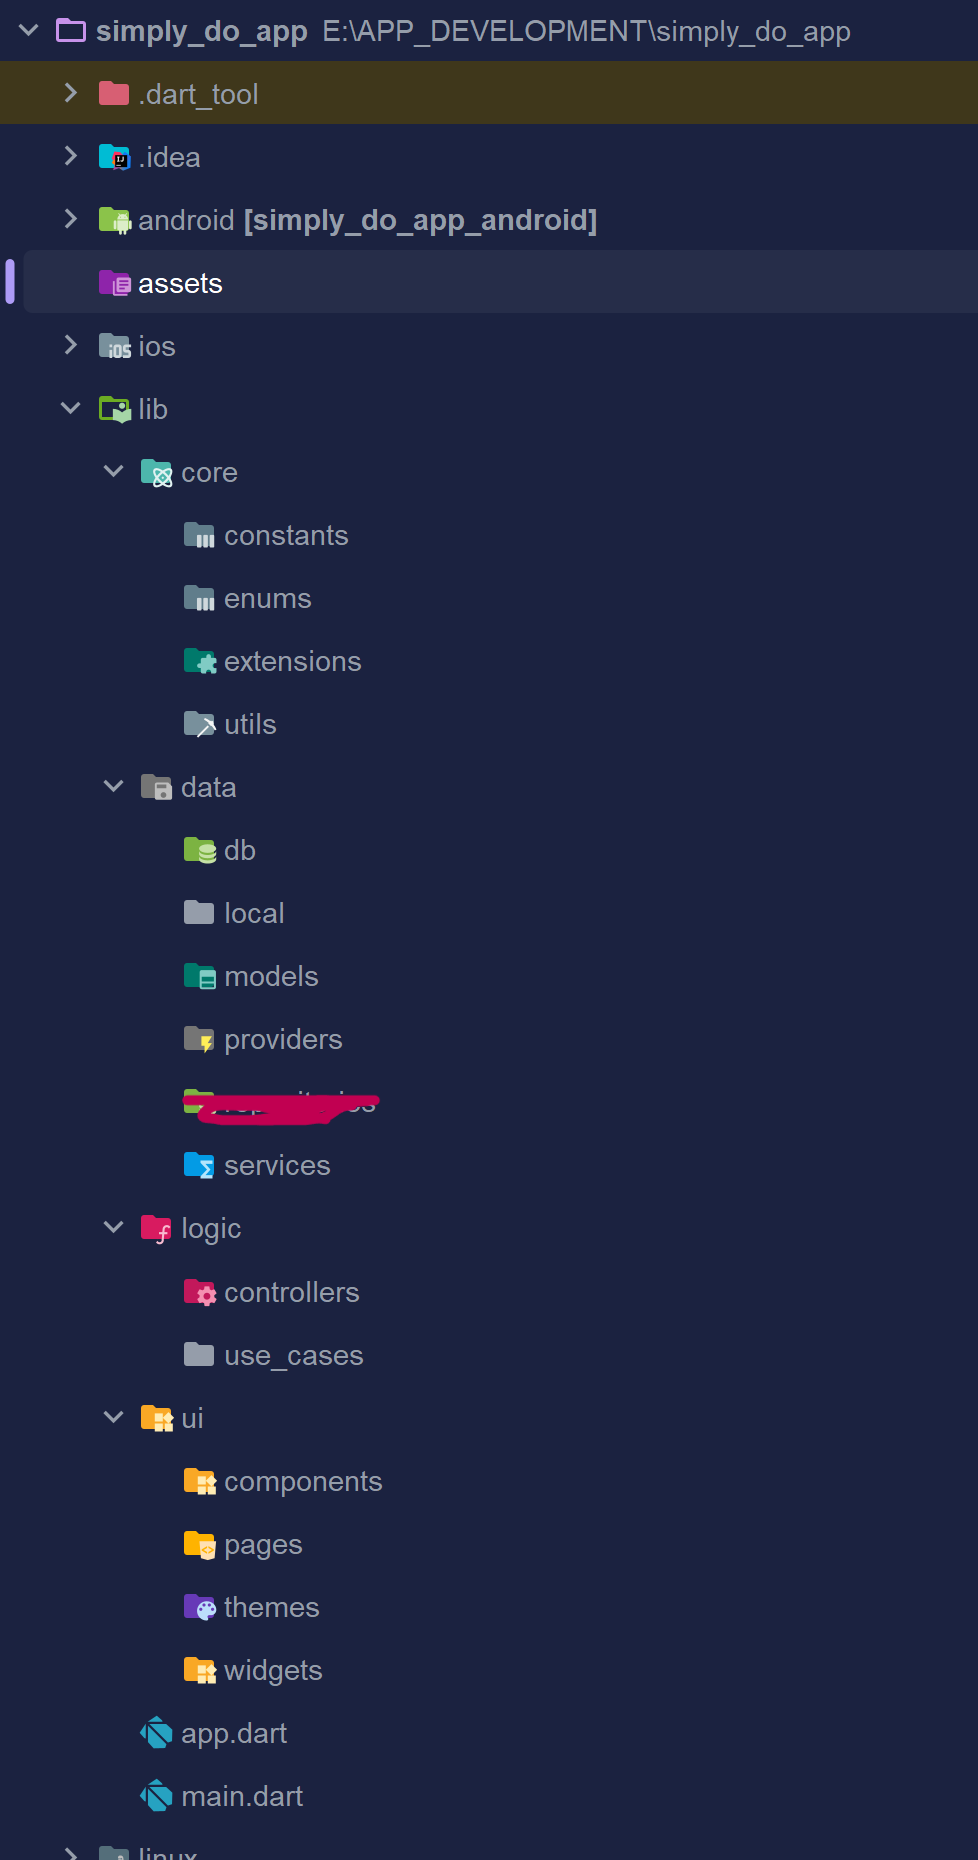 simply_do_app E:\APP_DEVELOPMENT\simply_do_app
.dart_tool
.idea
android [simply_do_app_android]
assets
ios
lib
core
constants
enums
extensions
utils
data
db
local
models
providers
services
logic
controllers
use_cases
ui
components
pages
themes
widgets
app.dart
main.dart
linux